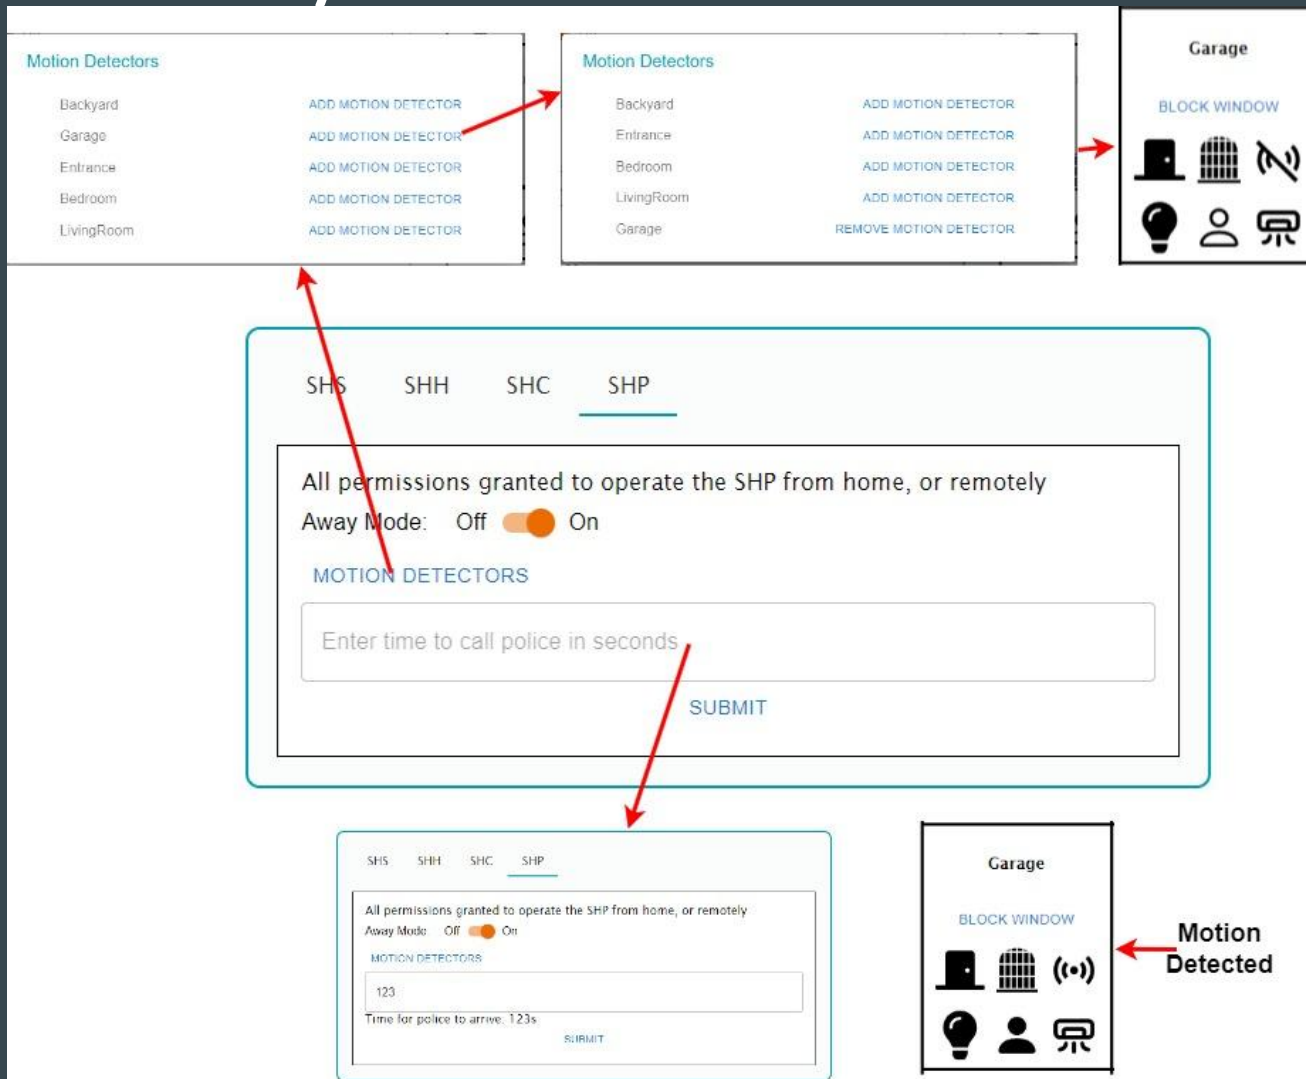 Motion Detectors
Backyard ADD MOTION DETECTOR
Garage ADD MOTION DETECTOR
Entrance ADD MOTION DETECTOR
Bedroom ADD MOTION DETECTOR
LivingRoom ADD MOTION DETECTOR
Motion Detectors
Backyard ADD MOTION DETECTOR
Entrance ADD MOTION DETECTOR
Bedroom ADD MOTION DETECTOR
LivingRoom ADD MOTION DETECTOR
Garage REMOVE MOTION DETECTOR
Garage
BLOCK WINDOW
SHS SHH SHC SHP
All permissions granted to operate the SHP from home, or remotely
Away Mode: Off On
MOTION DETECTORS
Enter time to call police in seconds
SUBMIT
SHS SHH SHC SHP
All permissions granted to operate the SHP from home, or remotely
Away Mode: Off On
MOTION DETECTORS
123
Time for police to arrive: 123s
SUBMIT
Garage
BLOCK WINDOW
Motion
Detected